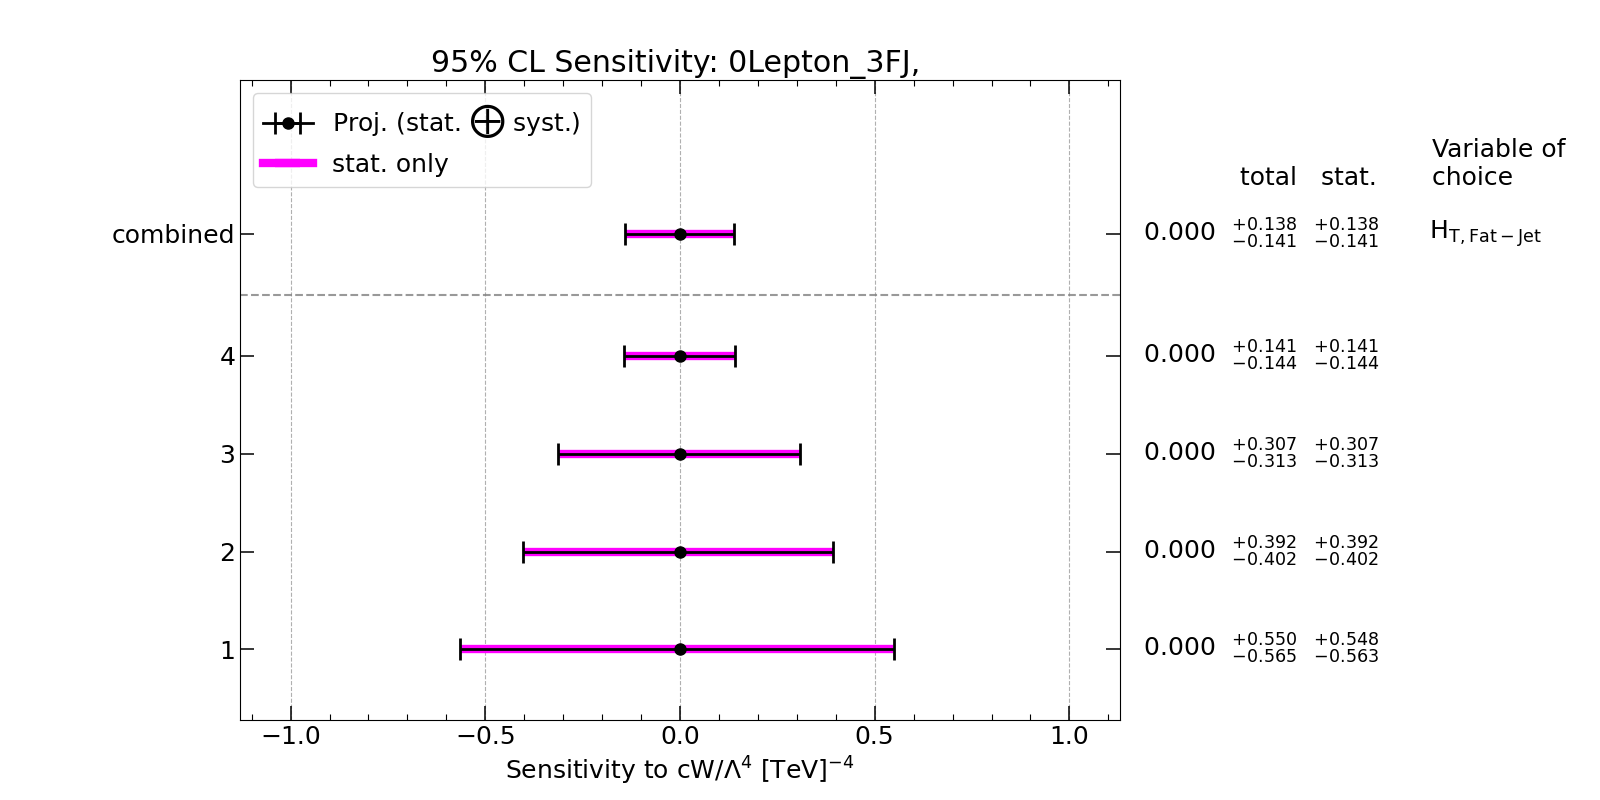 95% CL Sensitivity: 0Lepton_3FJ,
Proj. (stat. ⊕ syst.)
stat. only
Variable of
choice
total stat.
combined 0.000 +0.138 −0.141 +0.138 −0.141 H_T, Fat−Jet
4 0.000 +0.141 −0.144 +0.141 −0.144
3 0.000 +0.307 −0.313 +0.307 −0.313
2 0.000 +0.392 −0.402 +0.392 −0.402
1 0.000 +0.550 −0.565 +0.548 −0.563
−1.0 −0.5 0.0 0.5 1.0
Sensitivity to cW/Λ⁴ [TeV]⁻⁴